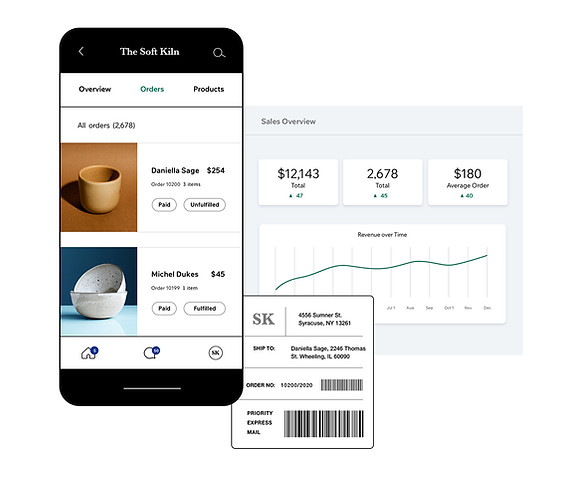 The Soft Kiln
Overview Orders Products
All orders (2,678)
Daniella Sage $254
Order 10200 3 items
Paid Unfulfilled
Michel Dukes $45
Order 10199 1 item
Paid Fulfilled
SK
Sales Overview
$12,143
Total
▲ 47
2,678
Total
▲ 45
$180
Average Order
▲ 40
Revenue over Time
Jul 1 Aug Sep Oct 1 Nov Dec
SK
4556 Sumner St.
Syracuse, NY 13261
SHIP TO: Daniella Sage, 2246 Thomas
St. Wheeling, IL 60090
ORDER NO: 10200/2020
PRIORITY
EXPRESS
MAIL